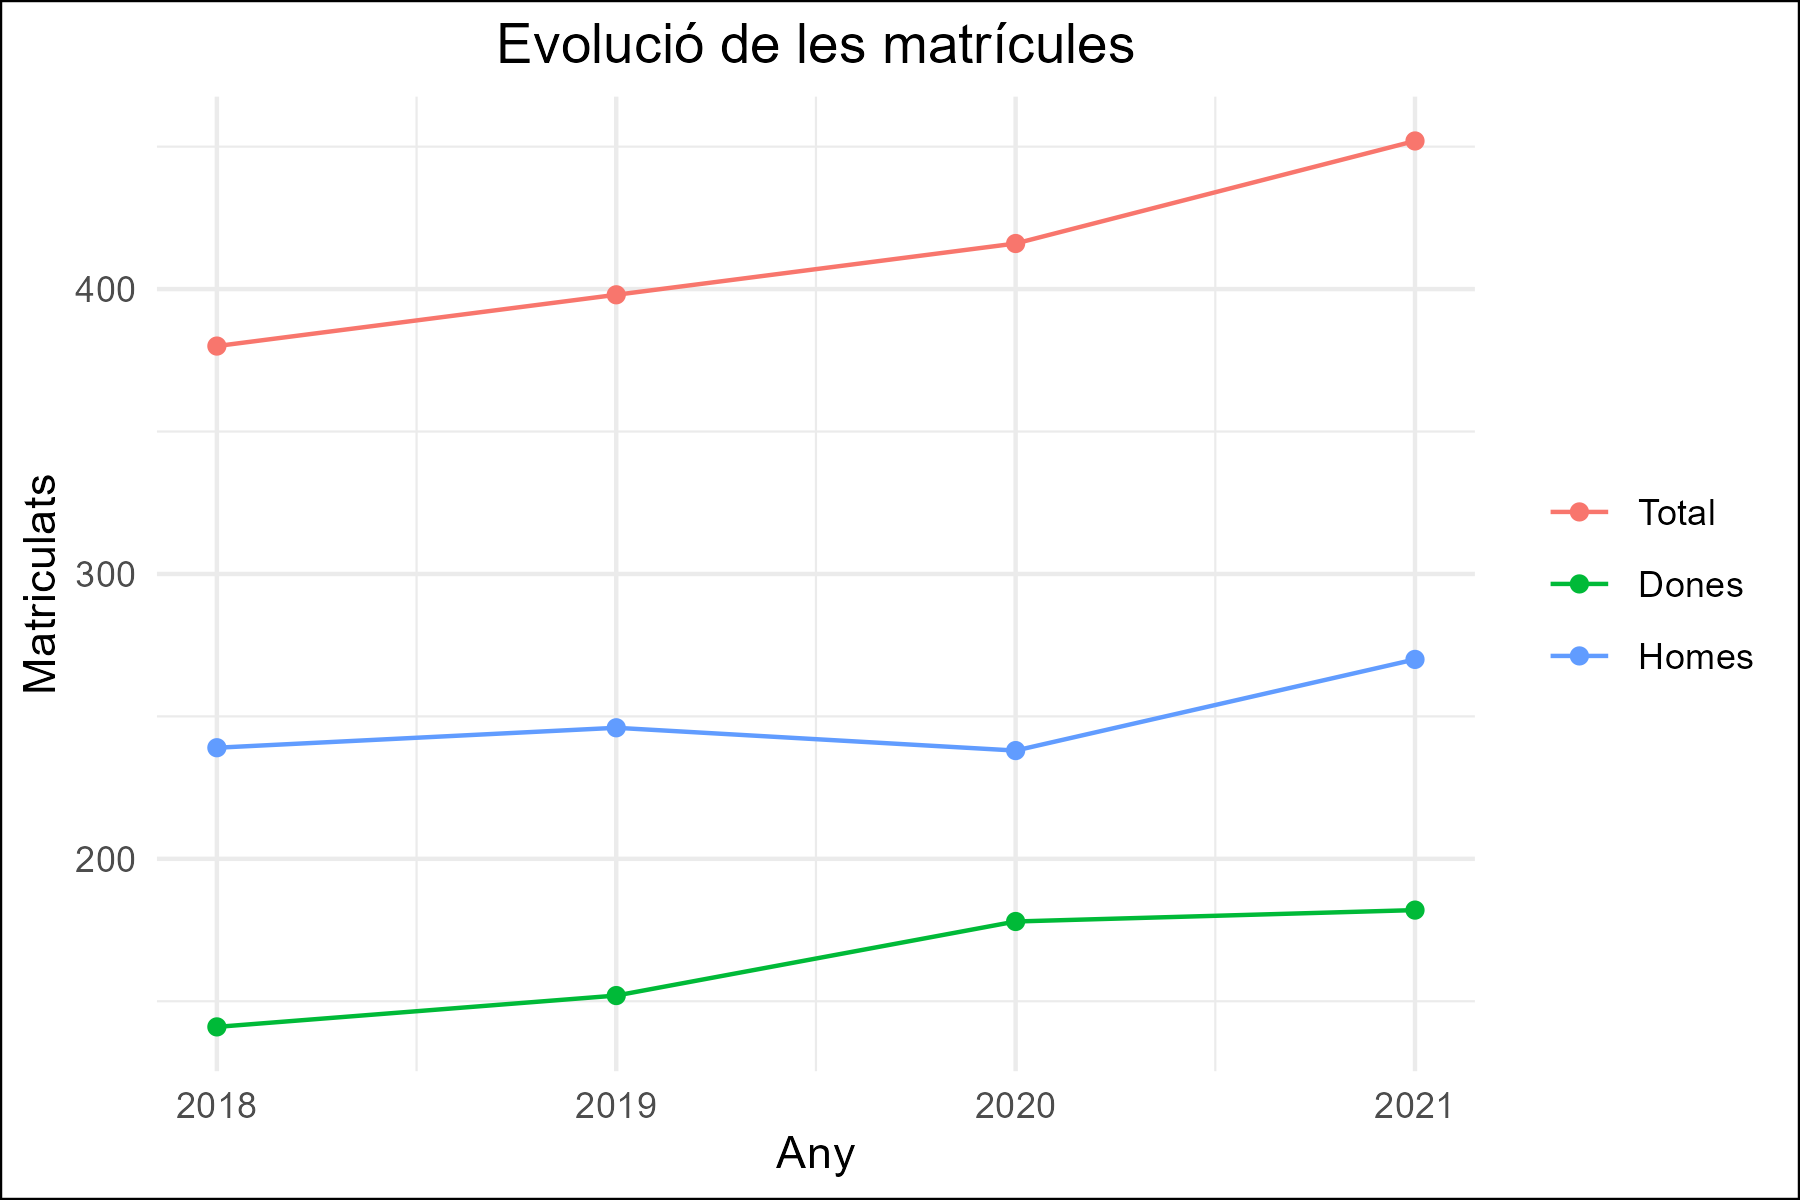 Evolució de les matrícules
Matriculats
400
300
200
2018
2019
2020
2021
Any
Total
Dones
Homes